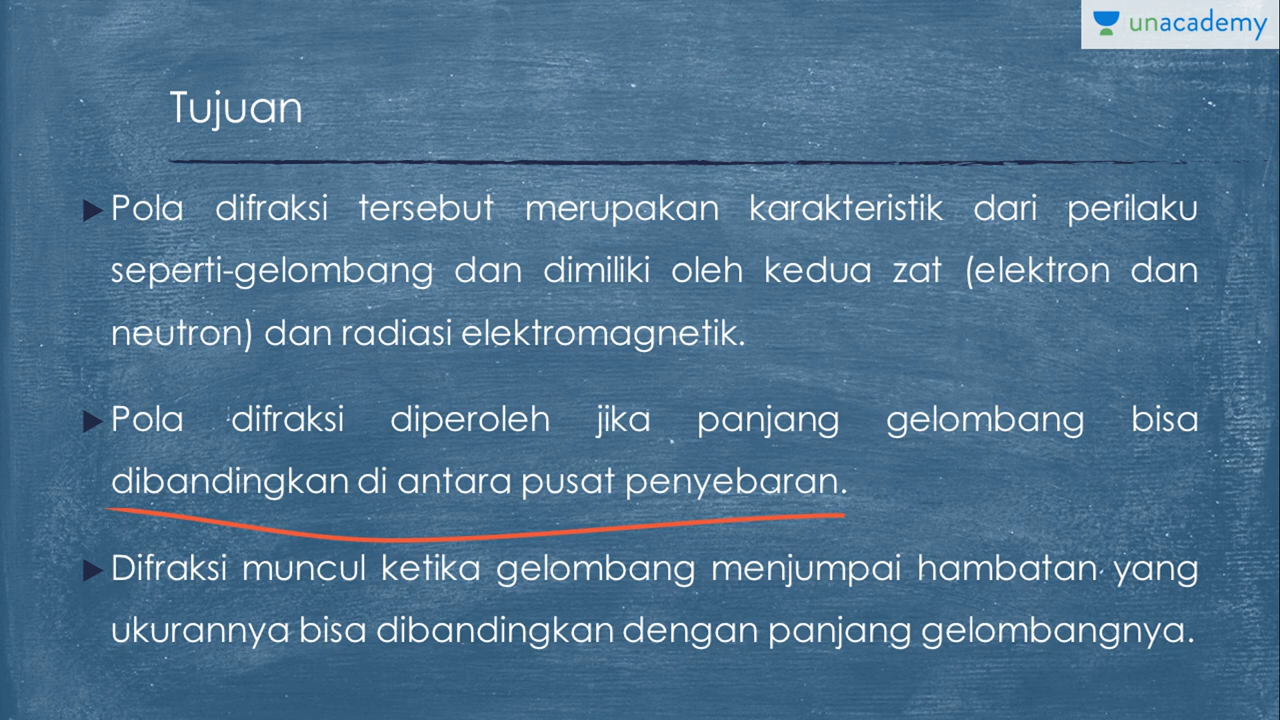 unacademy
Tujuan
Pola difraksi tersebut merupakan karakteristik dari perilaku
seperti-gelombang dan dimiliki oleh kedua zat (elektron dan
neutron) dan radiasi elektromagnetik.
Pola difraksi diperoleh jika panjang gelombang bisa
dibandingkan di antara pusat penyebaran.
Difraksi muncul ketika gelombang menjumpai hambatan yang
ukurannya bisa dibandingkan dengan panjang gelombangnya.